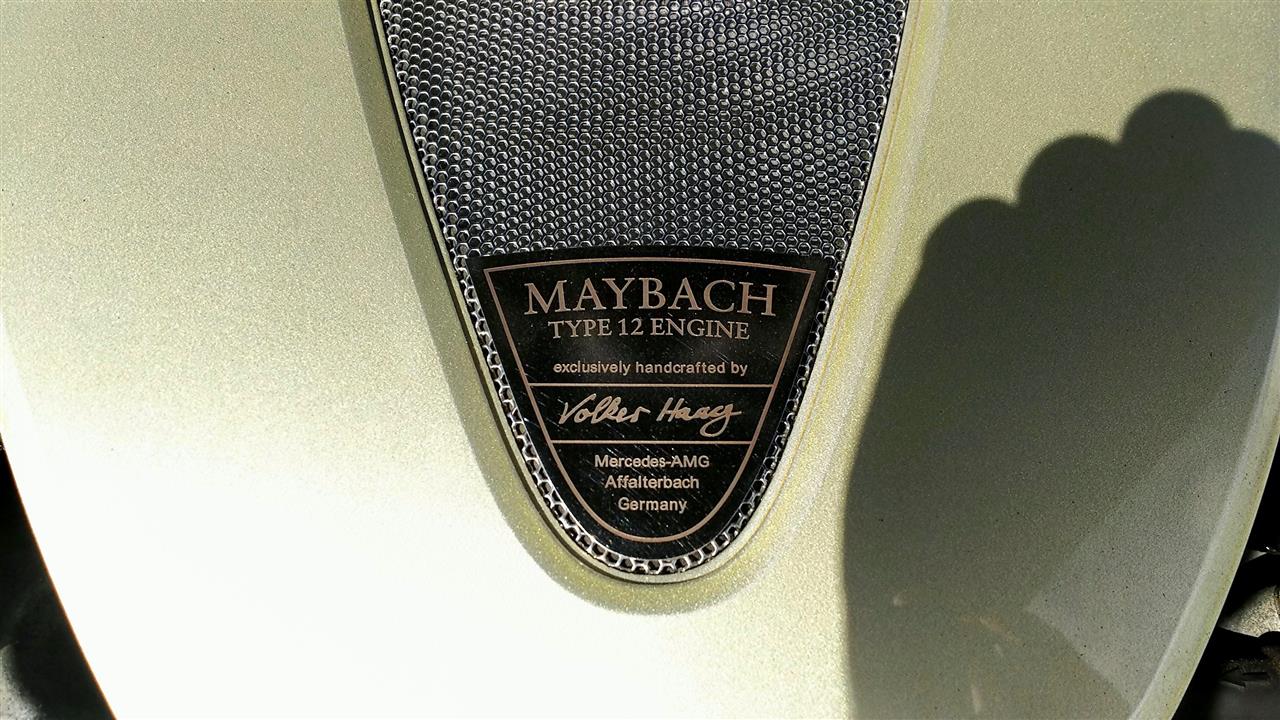 MAYBACH
TYPE 12 ENGINE
exclusively handcrafted by
Volker Haag
Mercedes-AMG
Affalterbach
Germany